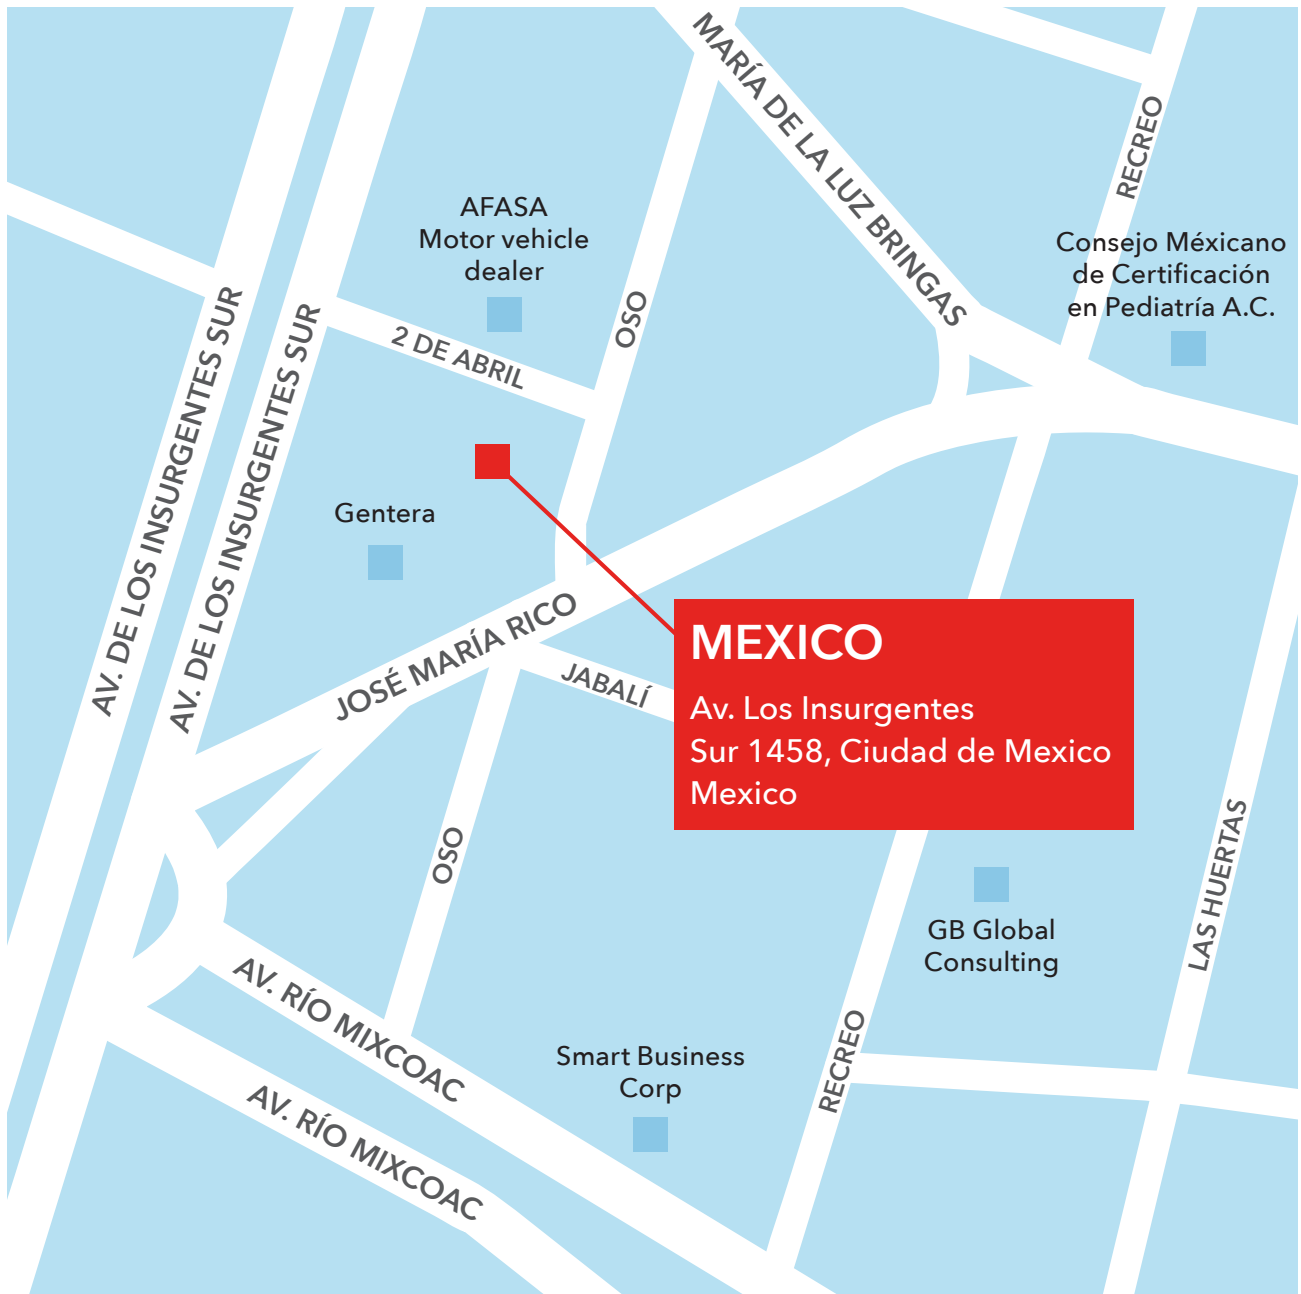 MARÍA DE LA LUZ BRINGAS
RECREO
AFASA
Motor vehicle
dealer
Consejo Méxicano
de Certificación
en Pediatría A.C.
OSO
2 DE ABRIL
AV. DE LOS INSURGENTES SUR
AV. DE LOS INSURGENTES SUR
Gentera
JOSÉ MARÍA RICO
JABALÍ
MEXICO
Av. Los Insurgentes
Sur 1458, Ciudad de Mexico
Mexico
OSO
LAS HUERTAS
GB Global
Consulting
AV. RÍO MIXCOAC
RECREO
Smart Business
Corp
AV. RÍO MIXCOAC